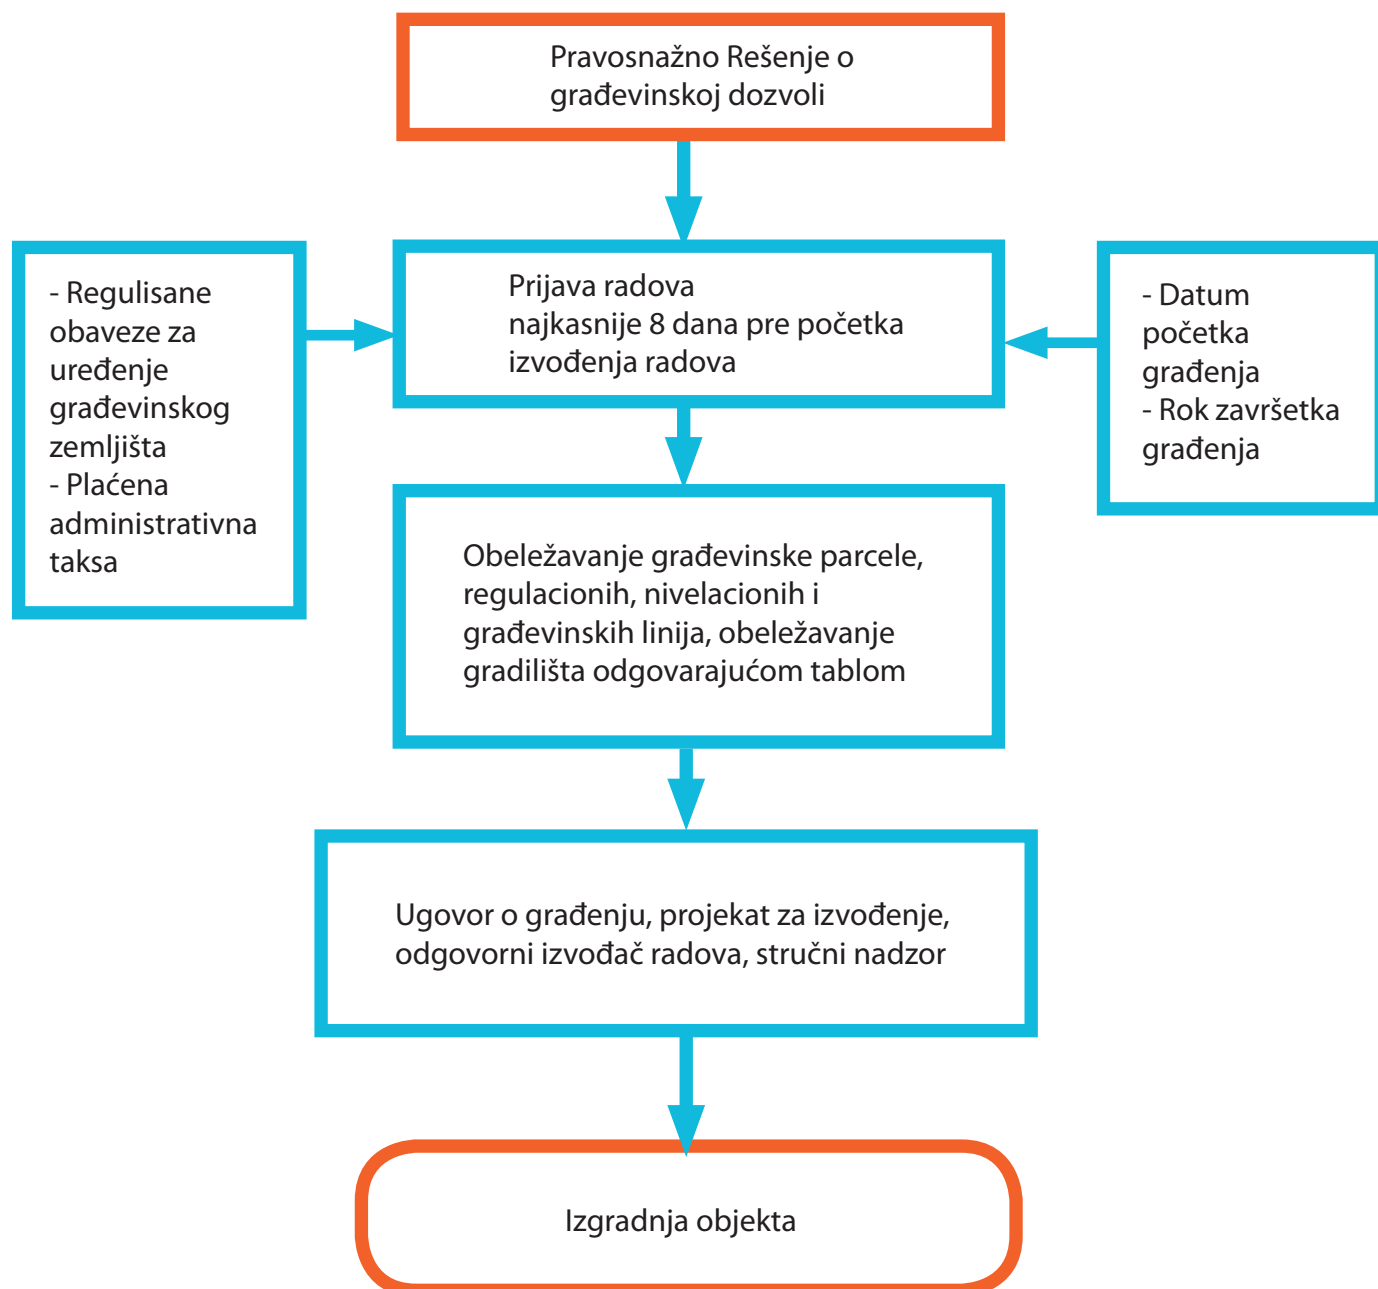 Pravosnažno Rešenje o
građevinskoj dozvoli
- Regulisane
obaveze za
uređenje
građevinskog
zemljišta
- Plaćena
administrativna
taksa
Prijava radova
najkasnije 8 dana pre početka
izvođenja radova
- Datum
početka
građenja
- Rok završetka
građenja
Obeležavanje građevinske parcele,
regulacionih, nivelacionih i
građevinskih linija, obeležavanje
gradilišta odgovarajućom tablom
Ugovor o građenju, projekat za izvođenje,
odgovorni izvođač radova, stručni nadzor
Izgradnja objekta